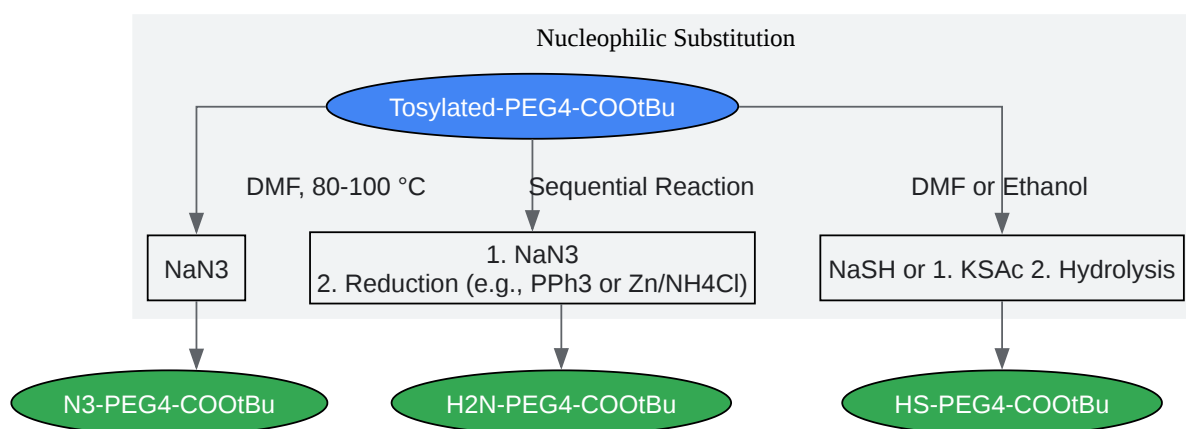 Nucleophilic Substitution
Tosylated-PEG4-COOtBu
DMF, 80-100 °C
Sequential Reaction
DMF or Ethanol
NaN3
1. NaN3
2. Reduction (e.g., PPh3 or Zn/NH4Cl)
NaSH or 1. KSAc 2. Hydrolysis
N3-PEG4-COOtBu
H2N-PEG4-COOtBu
HS-PEG4-COOtBu